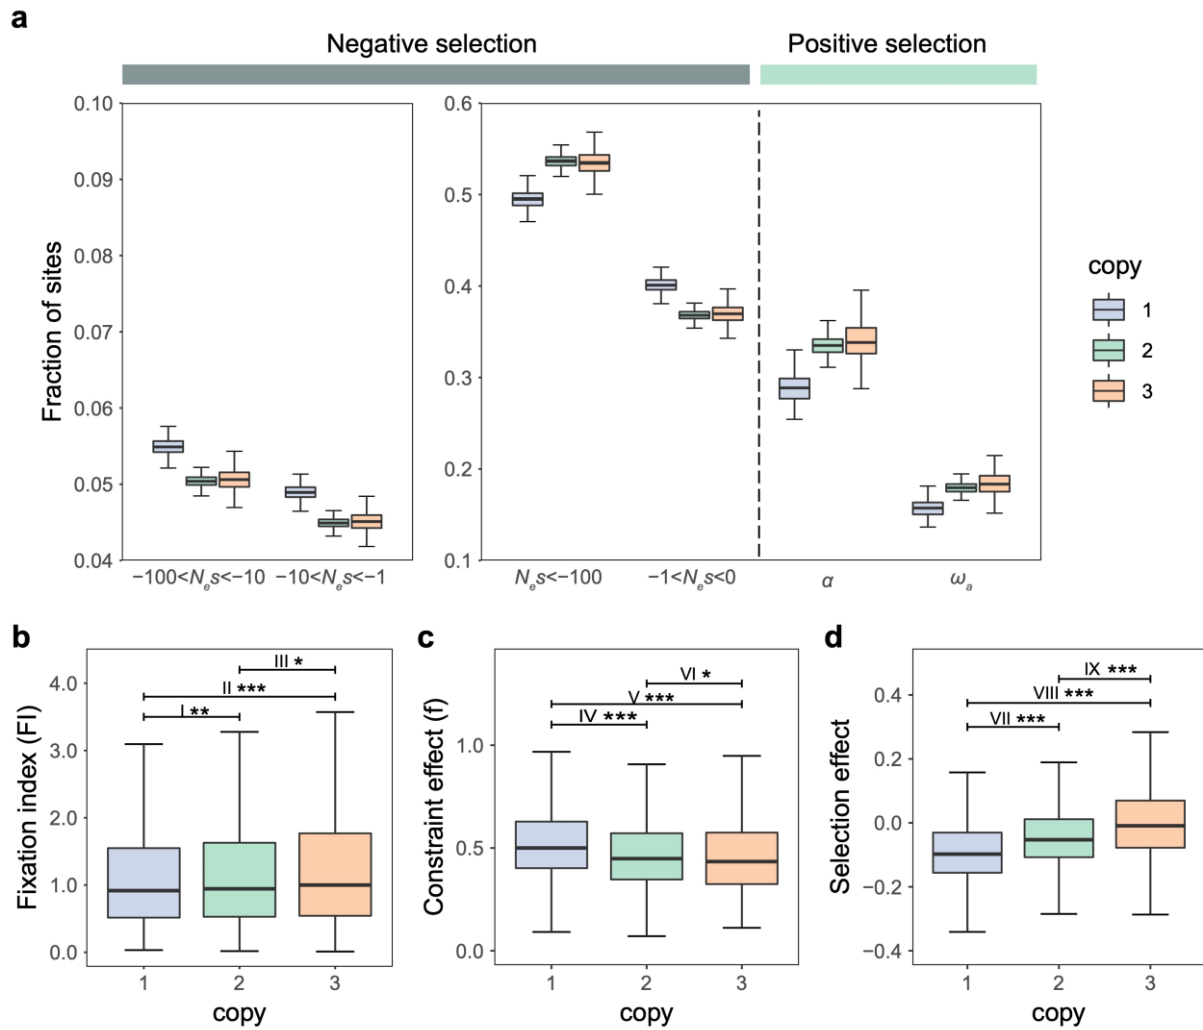 a
Negative selection
Positive selection
Fraction of sites
0.10
0.09
0.08
0.07
0.06
0.05
0.04
−100<Nₑs<−10
−10<Nₑs<−1
0.6
0.5
0.4
0.3
0.2
0.1
Nₑs<−100
−1<Nₑs<0
α
ωₐ
copy
1
2
3
b
Fixation index (FI)
4.0
3.0
2.0
1.0
0.0
III *
II ***
I **
1 2 3
copy
c
Constraint effect (f)
1.0
0.5
0.0
VI *
V ***
IV ***
1 2 3
copy
d
Selection effect
0.4
0.2
0.0
−0.2
−0.4
IX ***
VIII ***
VII ***
1 2 3
copy